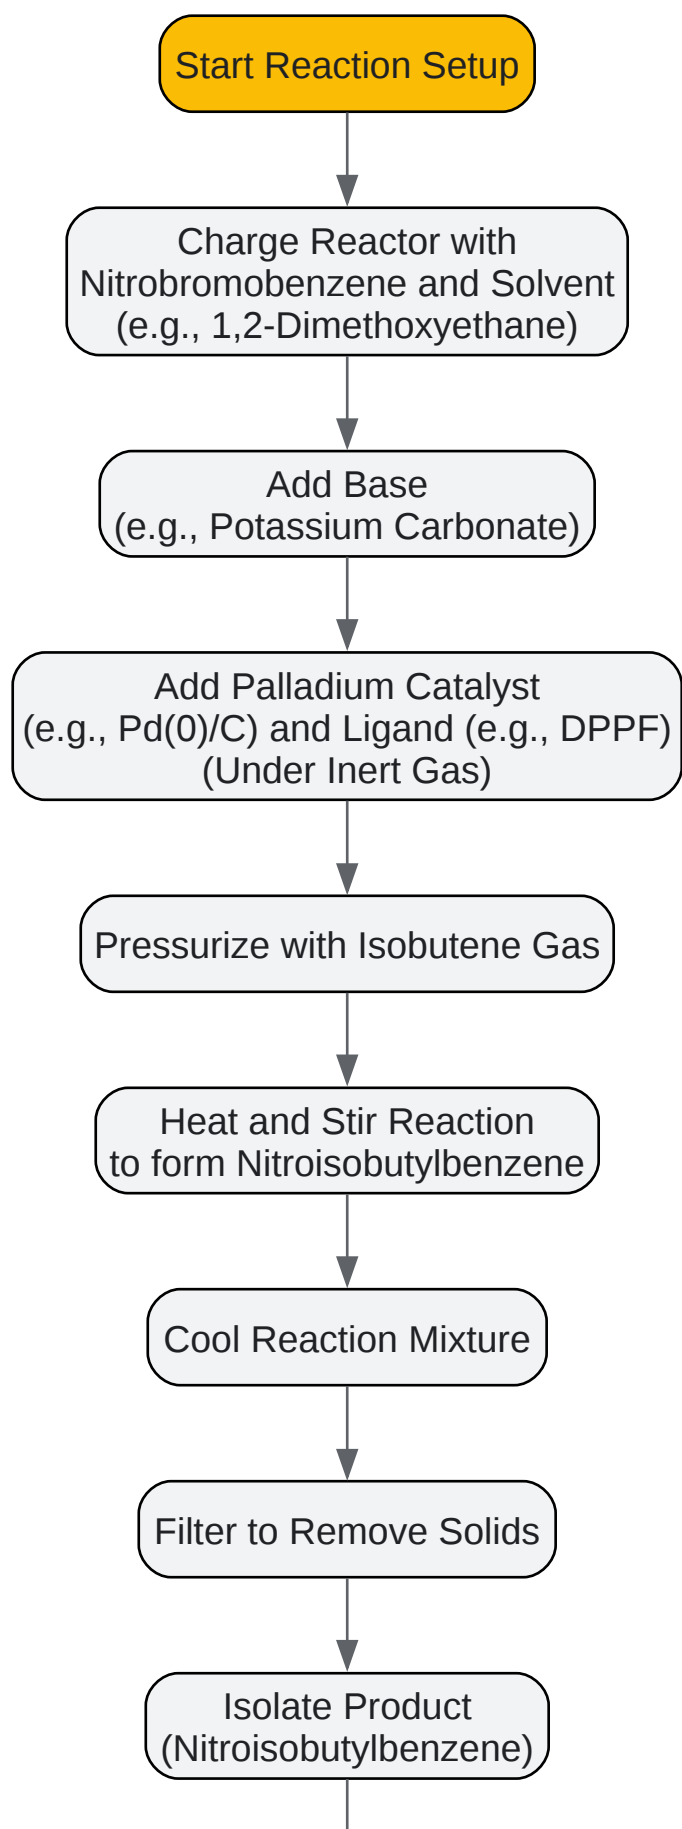 Start Reaction Setup
Charge Reactor with
Nitrobromobenzene and Solvent
(e.g., 1,2-Dimethoxyethane)
Add Base
(e.g., Potassium Carbonate)
Add Palladium Catalyst
(e.g., Pd(0)/C) and Ligand (e.g., DPPF)
(Under Inert Gas)
Pressurize with Isobutene Gas
Heat and Stir Reaction
to form Nitroisobutylbenzene
Cool Reaction Mixture
Filter to Remove Solids
Isolate Product
(Nitroisobutylbenzene)